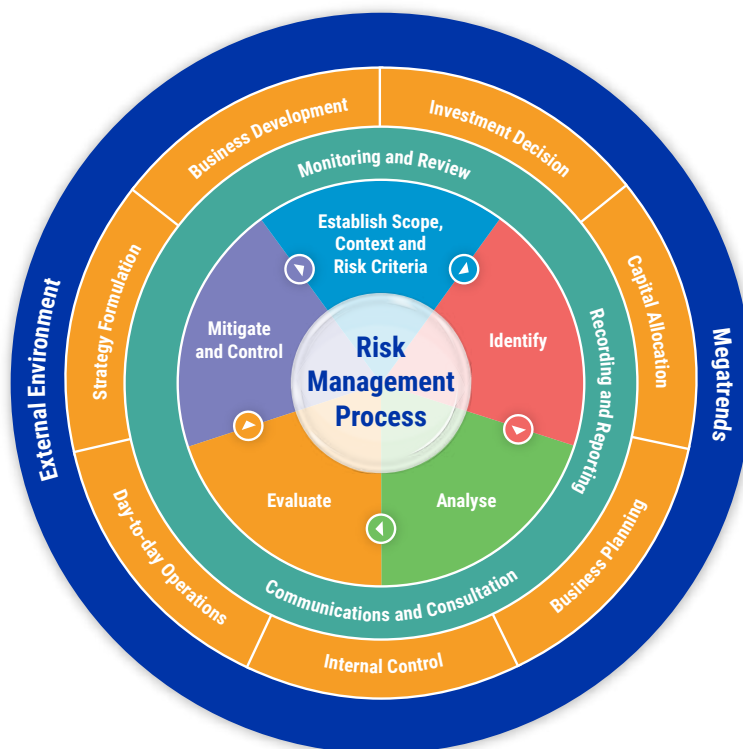 Business Development
Investment Decision
Strategy Formulation
Capital Allocation
Day-to-day Operations
Internal Control
Business Planning
External Environment
Megatrends
Monitoring and Review
Recording and Reporting
Communications and Consultation
Establish Scope,
Context and
Risk Criteria
Mitigate
and Control
Identify
Risk
Management
Process
Evaluate
Analyse